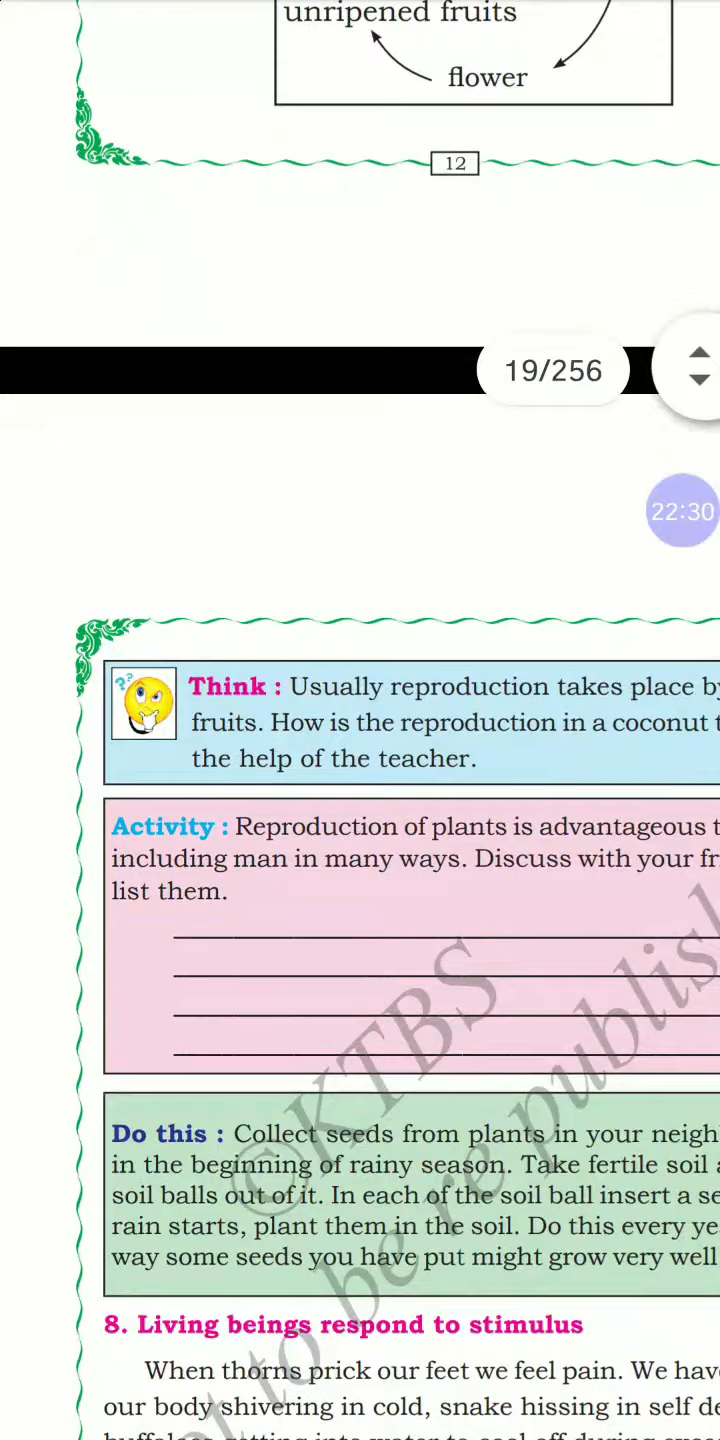 unripened fruits
flower
12
19/256
22:30
??
Think : Usually reproduction takes place
fruits. How is the reproduction in a coconut
the help of the teacher.
Activity : Reproduction of plants is advantageous
including man in many ways. Discuss with your
list them.
©KTBS
be re publish
Do this : Collect seeds from plants in your
in the beginning of rainy season. Take fertile soil
soil balls out of it. In each of the soil ball insert a
rain starts, plant them in the soil. Do this every
way some seeds you have put might grow very well
8. Living beings respond to stimulus
When thorns prick our feet we feel pain. We
our body shivering in cold, snake hissing in self